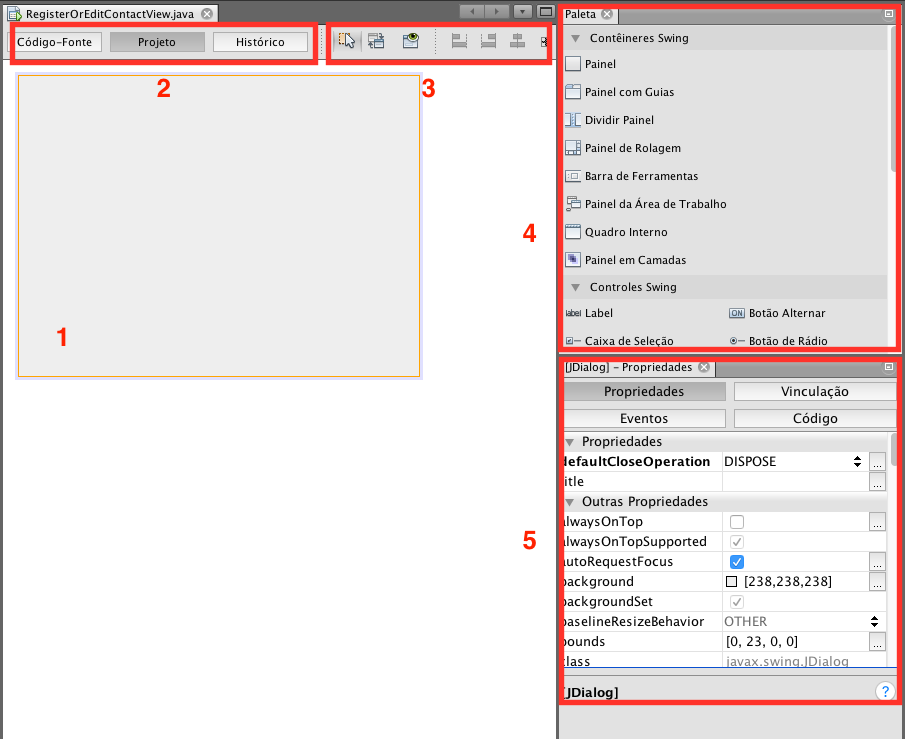 RegisterOrEditContactView.java
Código-Fonte
Projeto
Histórico
2
3
1
4
5
Paleta
Contêineres Swing
Painel
Painel com Guias
Dividir Painel
Painel de Rolagem
Barra de Ferramentas
Painel da Área de Trabalho
Quadro Interno
Painel em Camadas
Controles Swing
label Label
ON Botão Alternar
Caixa de Seleção
Botão de Rádio
[JDialog] - Propriedades
Propriedades
Vinculação
Eventos
Código
Propriedades
defaultCloseOperation DISPOSE ...
title ...
Outras Propriedades
alwaysOnTop ...
alwaysOnTopSupported
autoRequestFocus ...
background [238,238,238] ...
backgroundSet
baselineResizeBehavior OTHER
bounds [0, 23, 0, 0] ...
class javax.swing.JDialog
[JDialog] ?